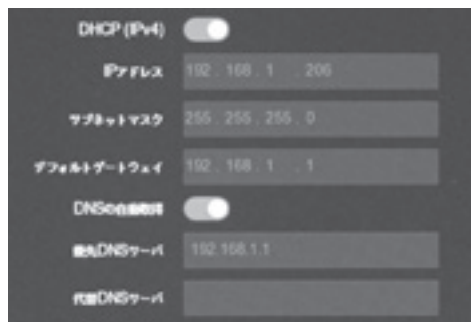 DHCP (IPv4)
IPアドレス 192 . 168 . 1 . 206
サブネットマスク 255 . 255 . 255 . 0
デフォルトゲートウェイ 192 . 168 . 1 . 1
DNSの自動取得
優先DNSサーバ 192.168.1.1
代替DNSサーバ